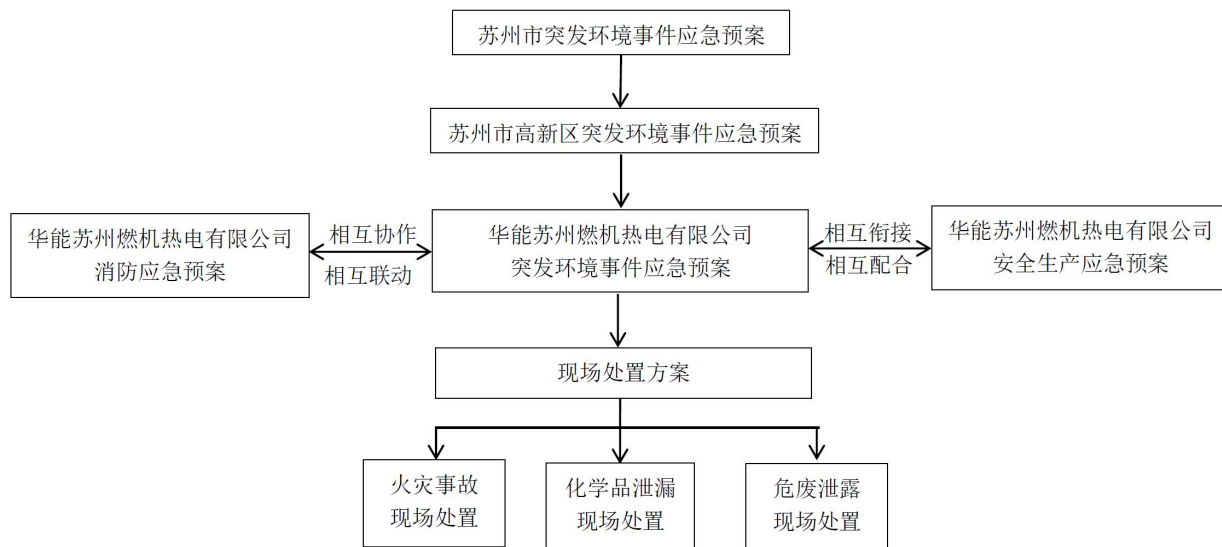 苏州市突发环境事件应急预案
苏州市高新区突发环境事件应急预案
华能苏州燃机热电有限公司
消防应急预案
相互协作
相互联动
华能苏州燃机热电有限公司
突发环境事件应急预案
相互衔接
相互配合
华能苏州燃机热电有限公司
安全生产应急预案
现场处置方案
火灾事故
现场处置
化学品泄漏
现场处置
危废泄露
现场处置